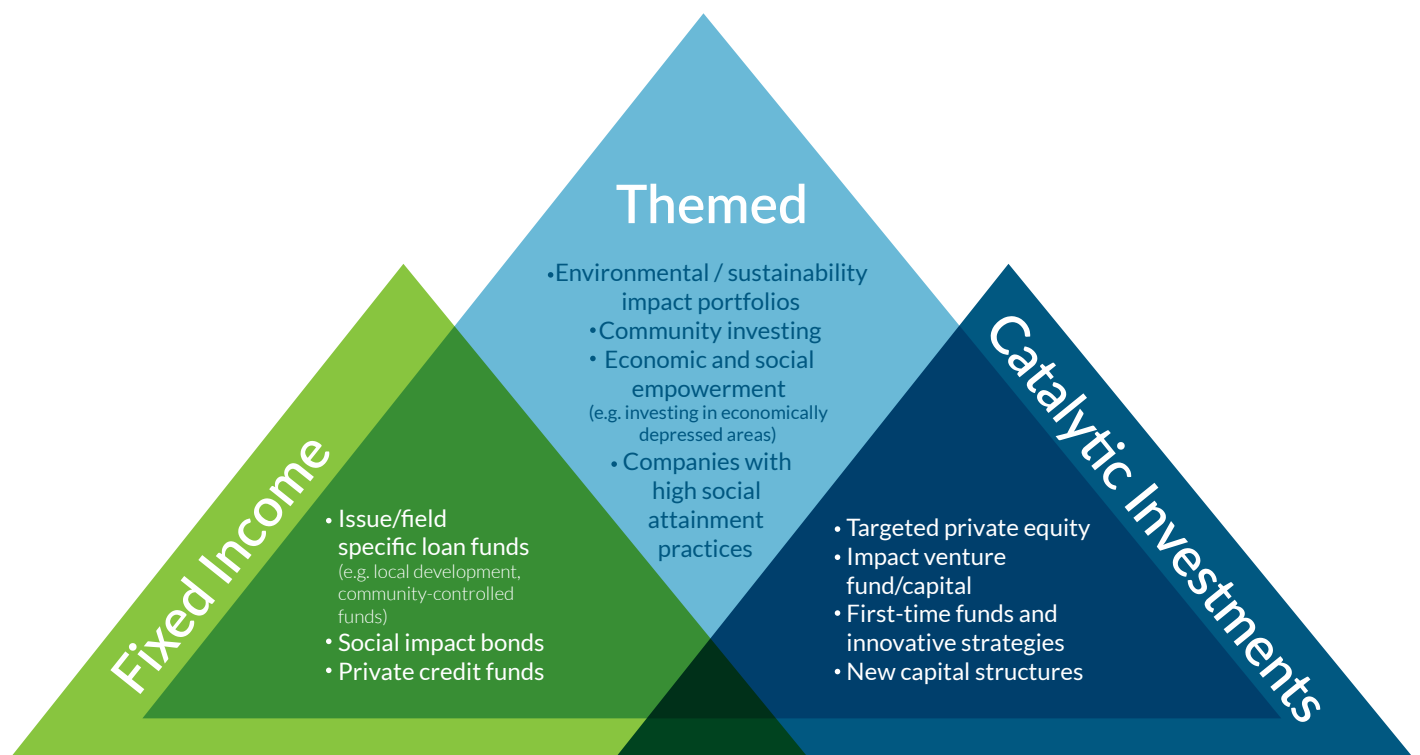 Themed
•Environmental / sustainability
impact portfolios
•Community investing
• Economic and social
empowerment
(e.g. investing in economically
depressed areas)
• Companies with
high social
attainment
practices
Fixed Income
• Issue/field
specific loan funds
(e.g. local development,
community-controlled
funds)
• Social impact bonds
• Private credit funds
Catalytic Investments
• Targeted private equity
• Impact venture
fund/capital
• First-time funds and
innovative strategies
• New capital structures